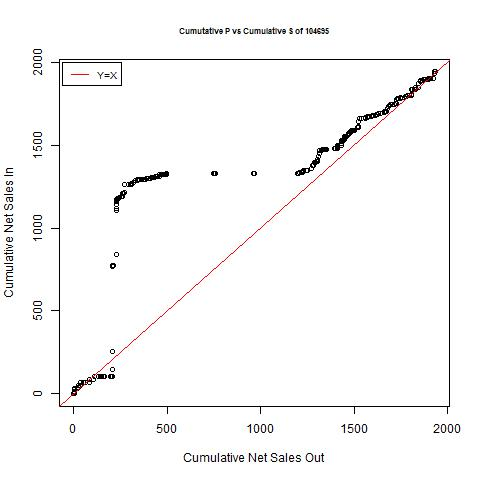 Cumutative P vs Cumulative S of 104695
Y=X
Cumulative Net Sales In
0
500
1000
1500
2000
0
500
1000
1500
2000
Cumulative Net Sales Out